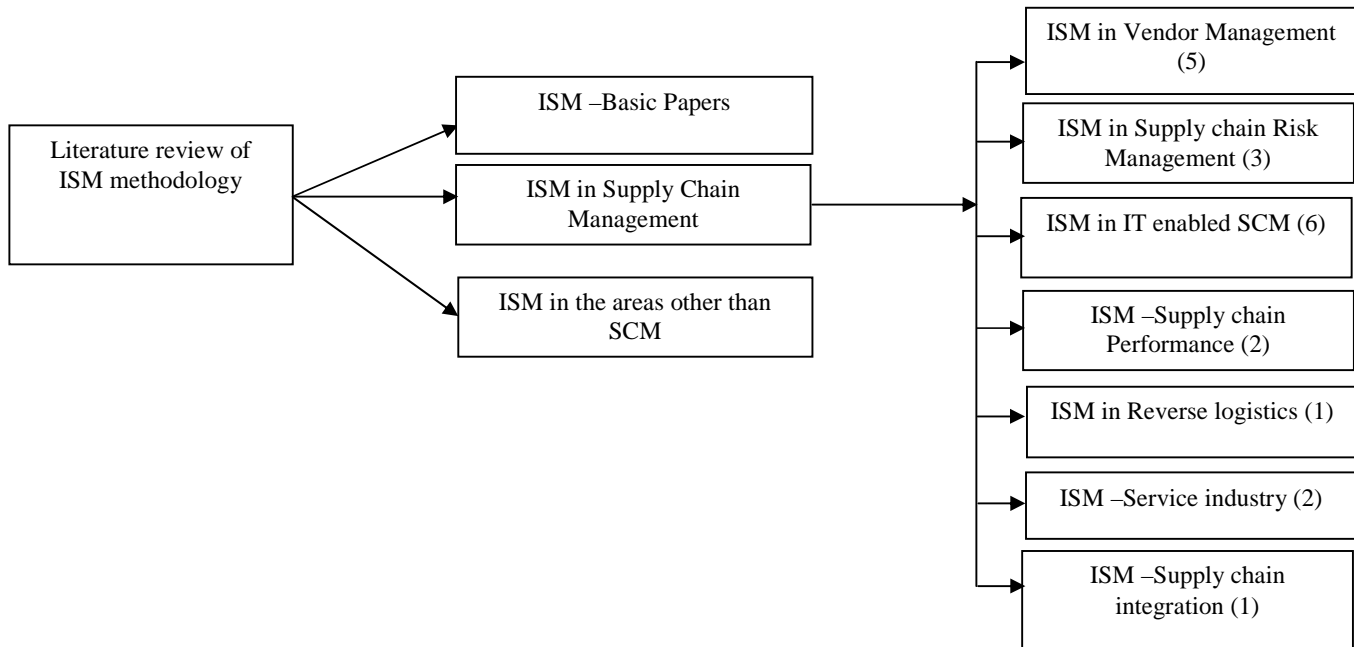 Literature review of
ISM methodology
ISM –Basic Papers
ISM in Supply Chain
Management
ISM in the areas other than
SCM
ISM in Vendor Management
(5)
ISM in Supply chain Risk
Management (3)
ISM in IT enabled SCM (6)
ISM –Supply chain
Performance (2)
ISM in Reverse logistics (1)
ISM –Service industry (2)
ISM –Supply chain
integration (1)